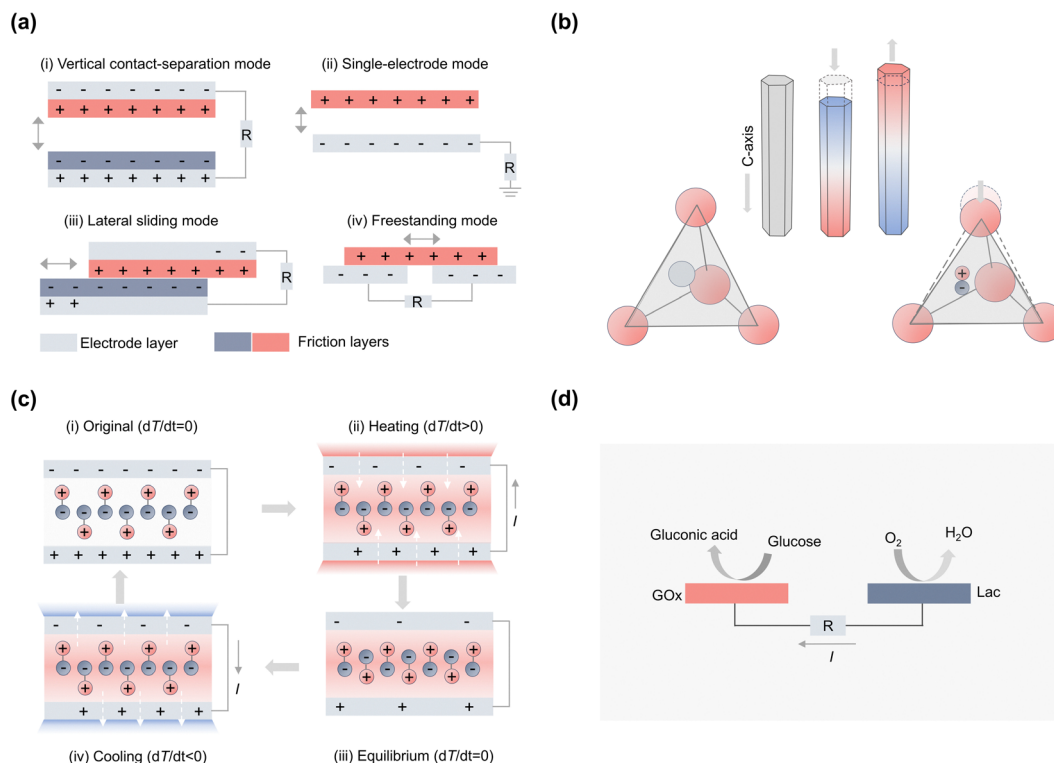 (a)
(i) Vertical contact-separation mode
- - - - - - -
+ + + + + + +
R
- - - - - - -
+ + + + + + +
(ii) Single-electrode mode
+ + + + + + +
- - - - - - -
R
(iii) Lateral sliding mode
- -
+ + + + + + +
- - - - - - -
+ +
R
(iv) Freestanding mode
+ + + + + +
- - - - - -
R
Electrode layer
Friction layers
(b)
C-axis
+
-
(c)
(i) Original (dT/dt=0)
- - - - - - -
+ + + +
- - - - - - -
+ + +
+ + + + + + +
(ii) Heating (dT/dt>0)
- - - -
+ + + +
- - - - - - -
+ + +
+ + + +
I
(iv) Cooling (dT/dt<0)
- - - -
+ + + +
- - - - - - -
+ + +
+ + + +
I
(iii) Equilibrium (dT/dt=0)
- - -
+ - + - + - +
- + - + - + -
+ + +
(d)
Gluconic acid
Glucose
O2
H2O
GOx
Lac
R
I